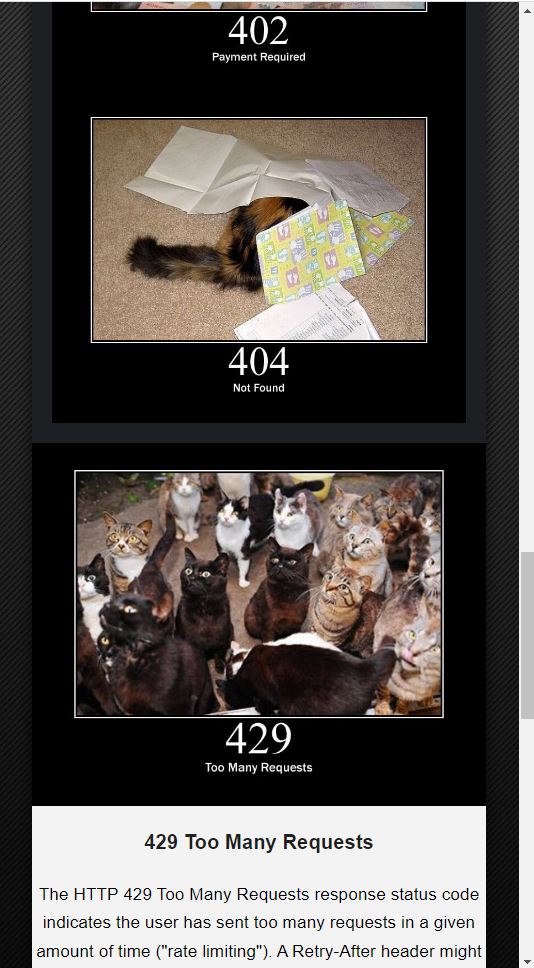 402
Payment Required
404
Not Found
429
Too Many Requests
429 Too Many Requests
The HTTP 429 Too Many Requests response status code
indicates the user has sent too many requests in a given
amount of time ("rate limiting"). A Retry-After header might